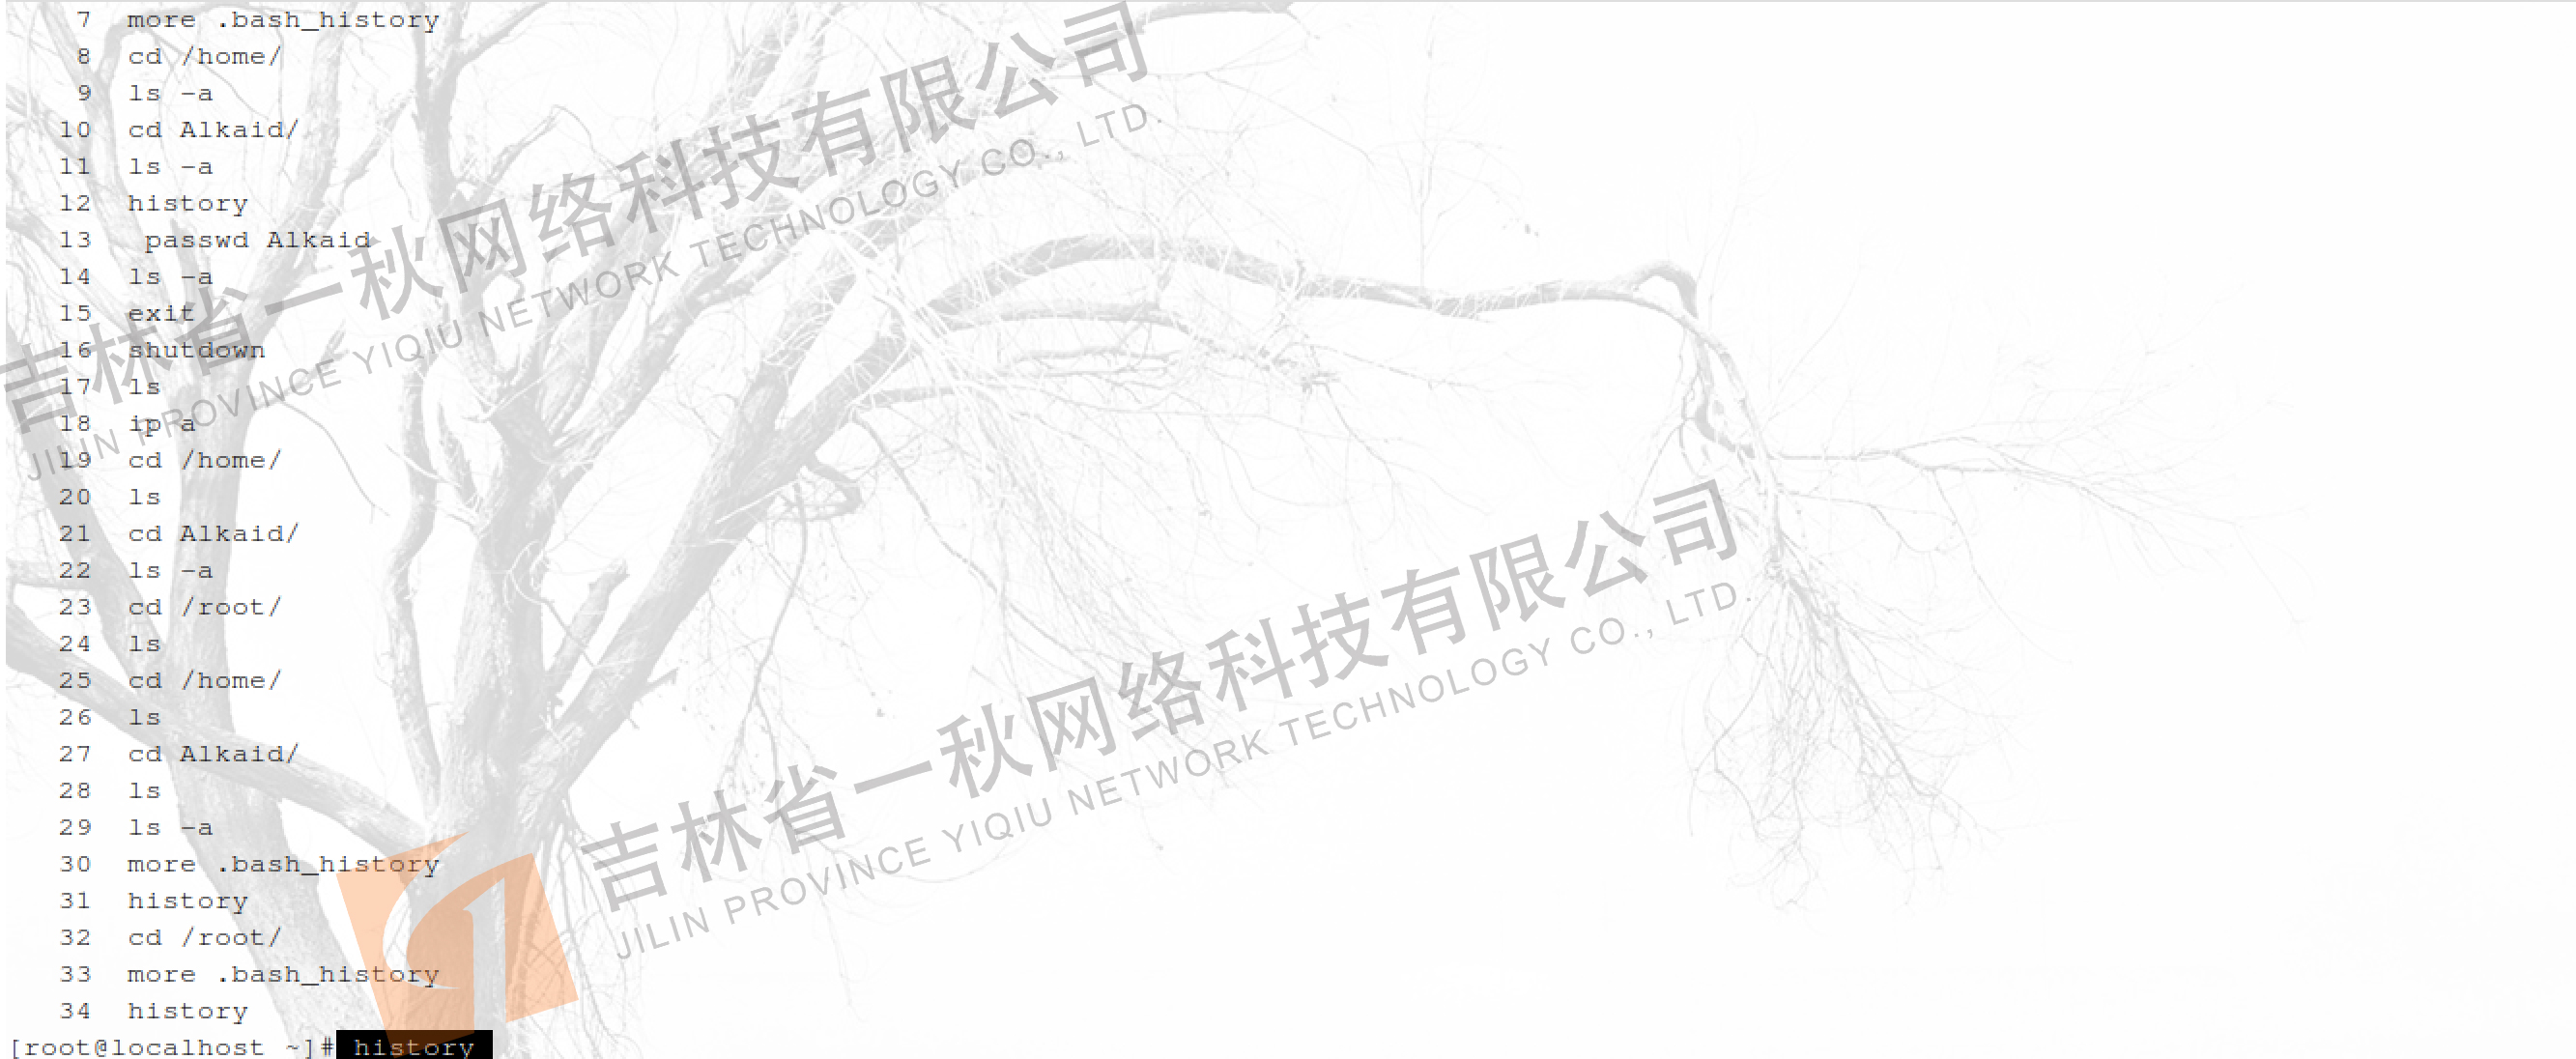 7  more .bash_history
8  cd /home/
9  ls -a
10  cd Alkaid/
11  ls -a
12  history
13   passwd Alkaid
14  ls -a
15  exit
16  shutdown
17  ls
18  ip a
19  cd /home/
20  ls
21  cd Alkaid/
22  ls -a
23  cd /root/
24  ls
25  cd /home/
26  ls
27  cd Alkaid/
28  ls
29  ls -a
30  more .bash_history
31  history
32  cd /root/
33  more .bash_history
34  history
[root@localhost ~]# history
吉林省一秋网络科技有限公司
JILIN PROVINCE YIQIU NETWORK TECHNOLOGY CO., LTD.
吉林省一秋网络科技有限公司
JILIN PROVINCE YIQIU NETWORK TECHNOLOGY CO., LTD.